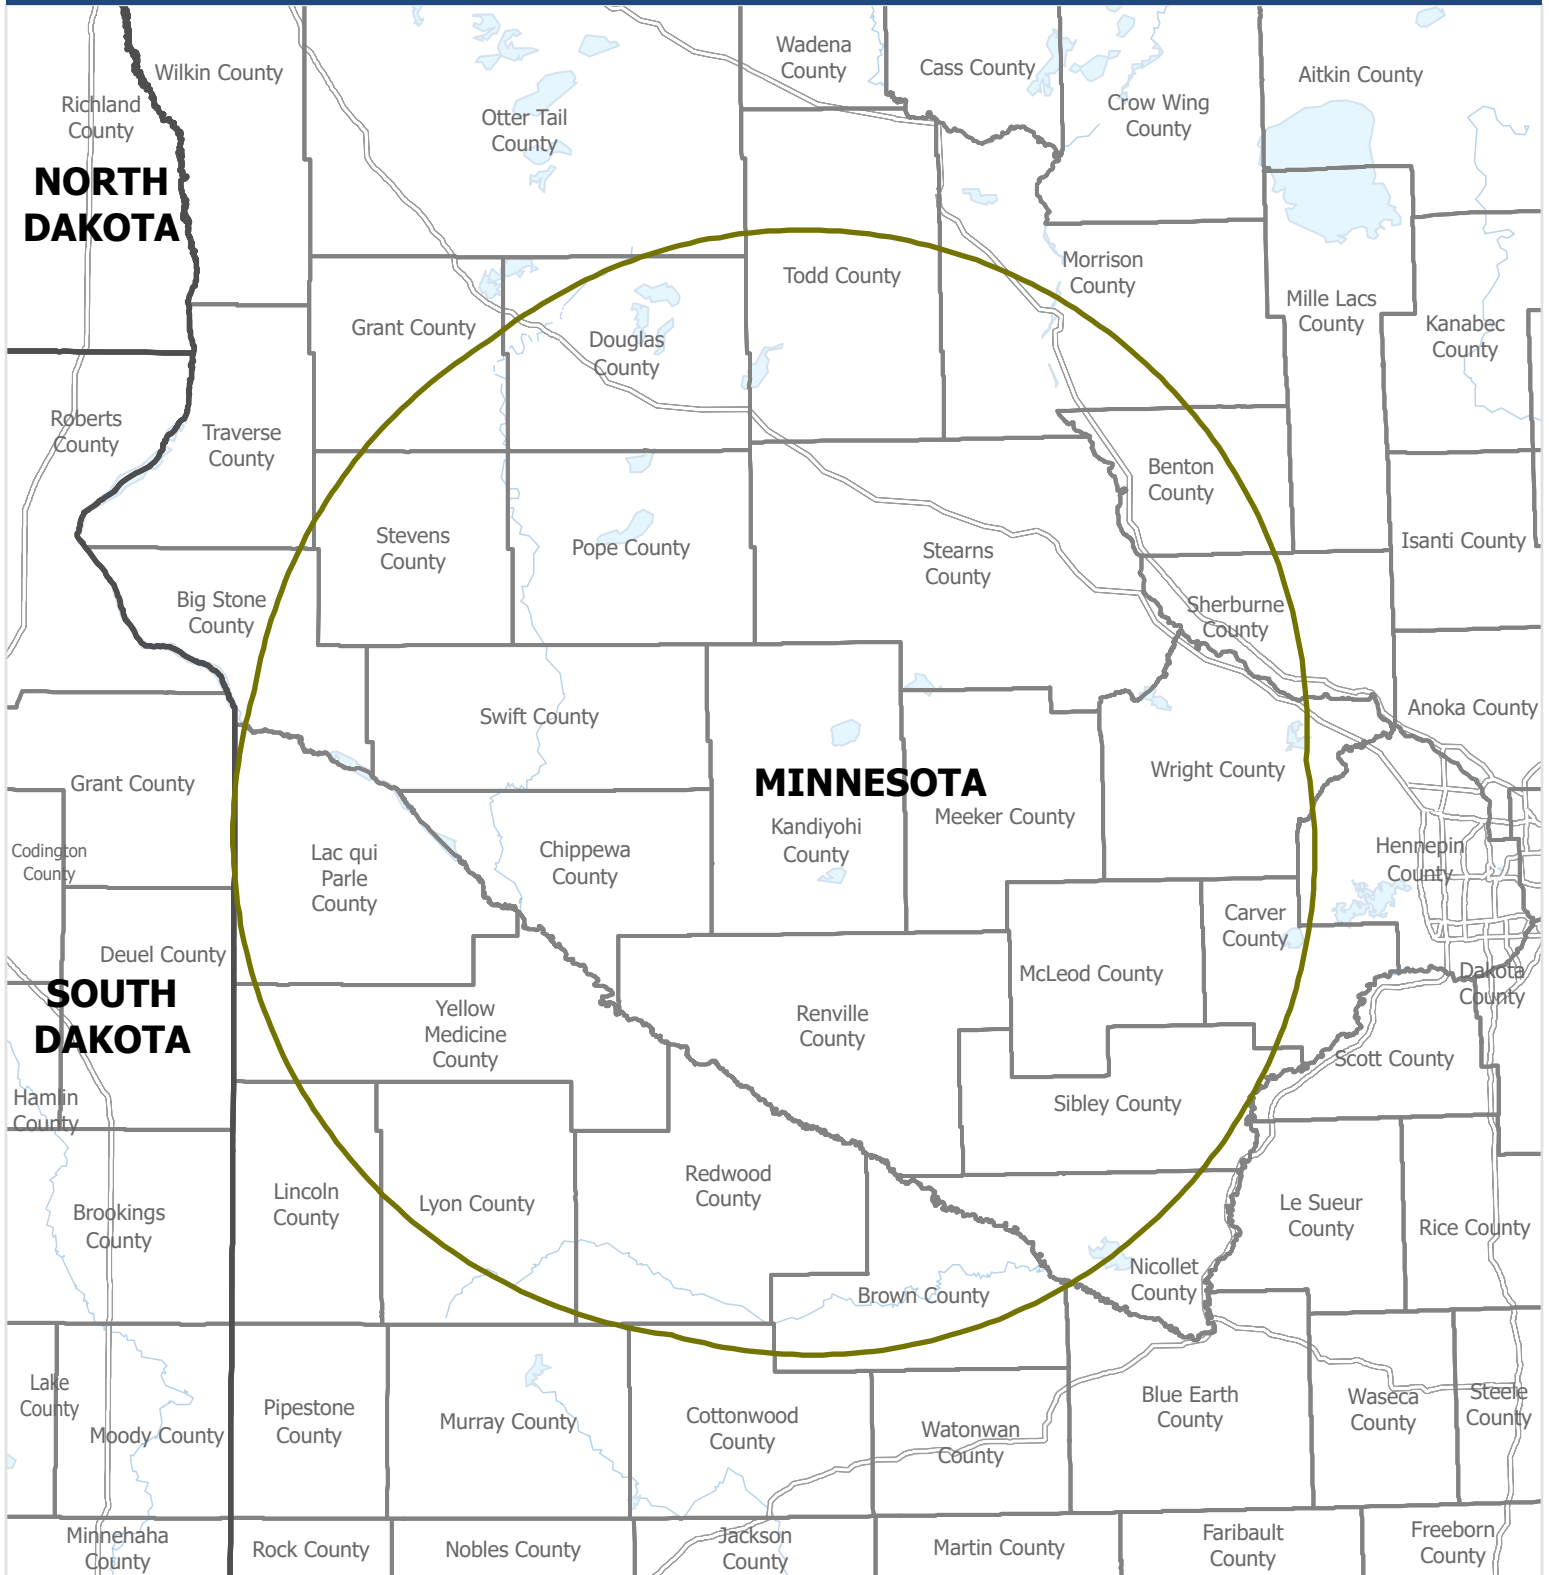 Wadena
County
Cass County
Wilkin County
Aitkin County
Richland
County
Crow Wing
County
Otter Tail
County
NORTH
DAKOTA
Morrison
County
Todd County
Mille Lacs
County
Grant County
Kanabec
County
Douglas
County
Roberts
County
Traverse
County
Benton
County
Stevens
County
Pope County
Stearns
County
Isanti County
Big Stone
County
Sherburne
County
Swift County
Anoka County
Grant County
MINNESOTA
Wright County
Meeker County
Kandiyohi
County
Codington
County
Lac qui
Parle
County
Chippewa
County
Hennepin
County
Carver
County
Deuel County
McLeod County
Dakota
County
SOUTH
DAKOTA
Yellow
Medicine
County
Renville
County
Scott County
Hamlin
County
Sibley County
Lincoln
County
Lyon County
Redwood
County
Brookings
County
Le Sueur
County
Rice County
Nicollet
County
Brown County
Lake
County
Moody County
Pipestone
County
Murray County
Cottonwood
County
Watonwan
County
Blue Earth
County
Waseca
County
Steele
County
Minnehaha
County
Rock County
Nobles County
Jackson
County
Martin County
Faribault
County
Freeborn
County